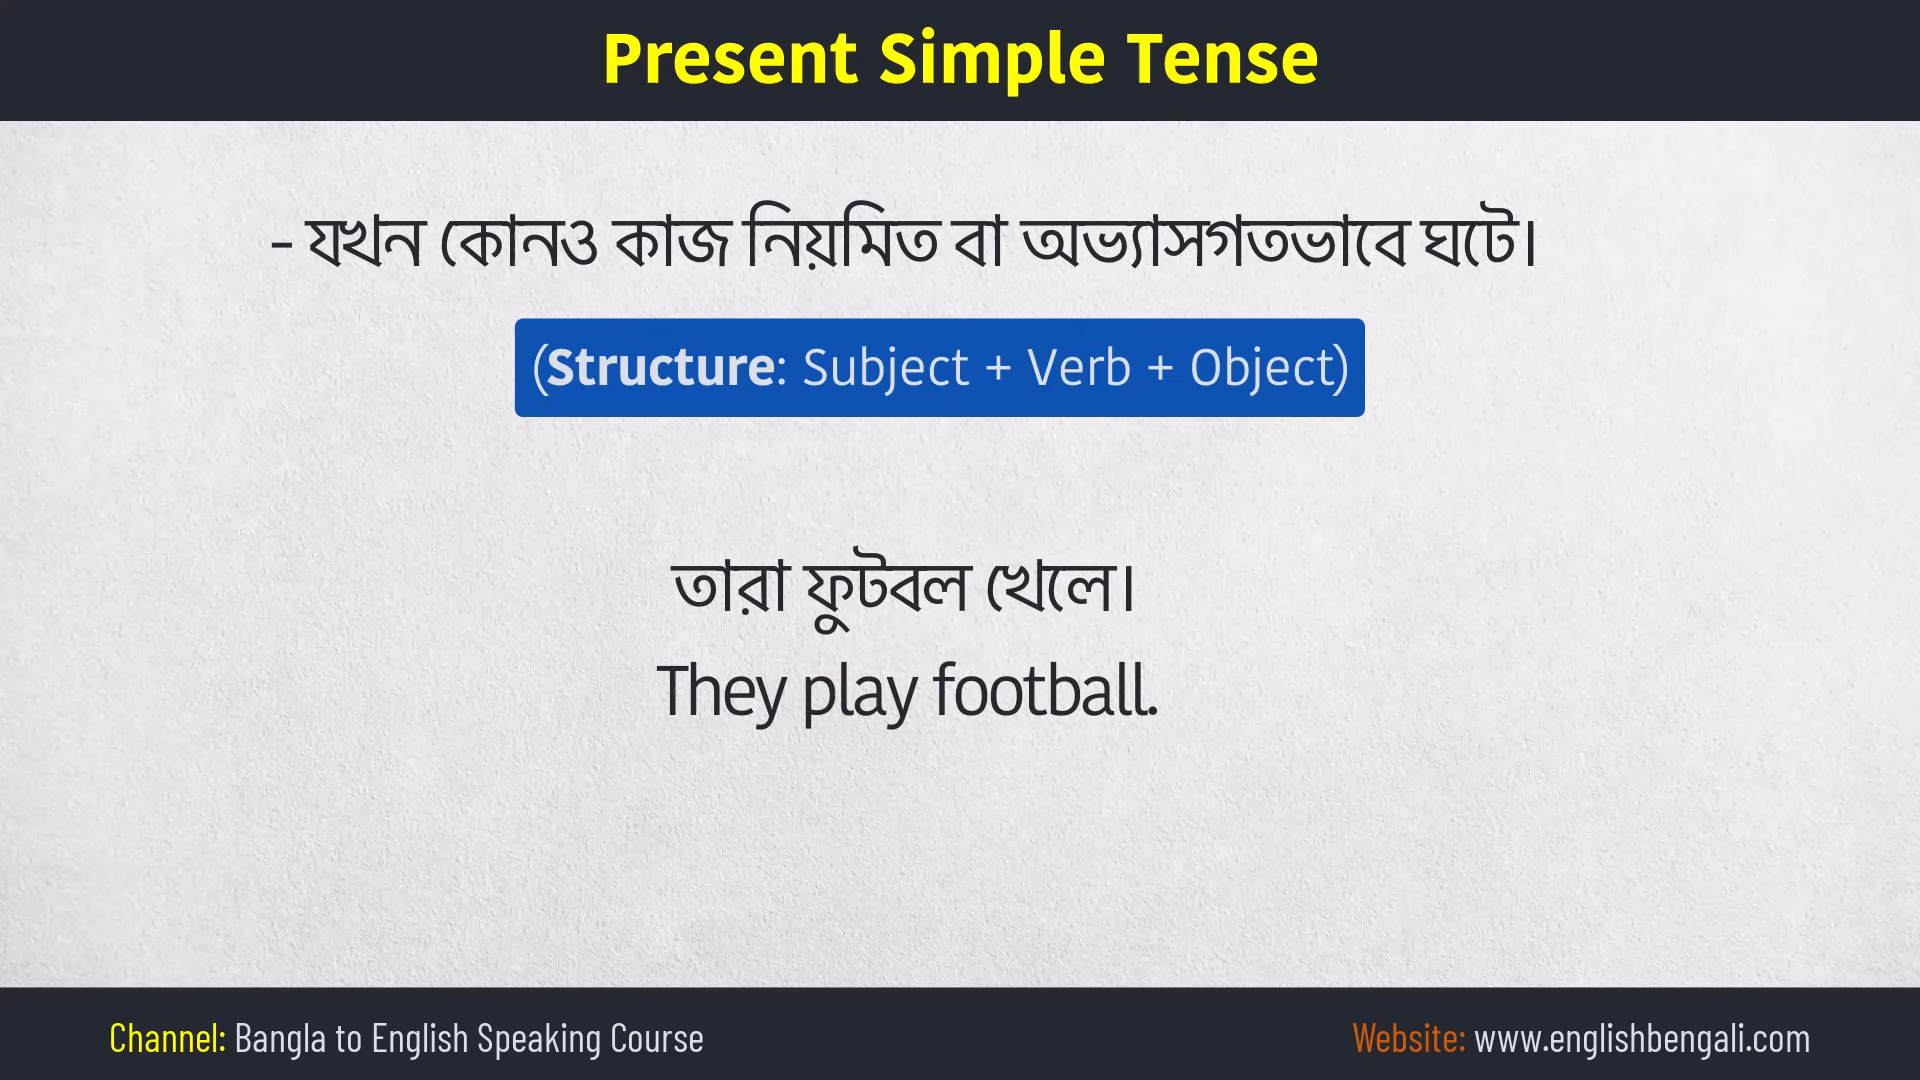 Present Simple Tense
- যখন কোনও কাজ নিয়মিত বা অভ্যাসগতভাবে ঘটে।
(Structure: Subject + Verb + Object)
তারা ফুটবল খেলে।
They play football.
Channel: Bangla to English Speaking Course
Website: www.englishbengali.com